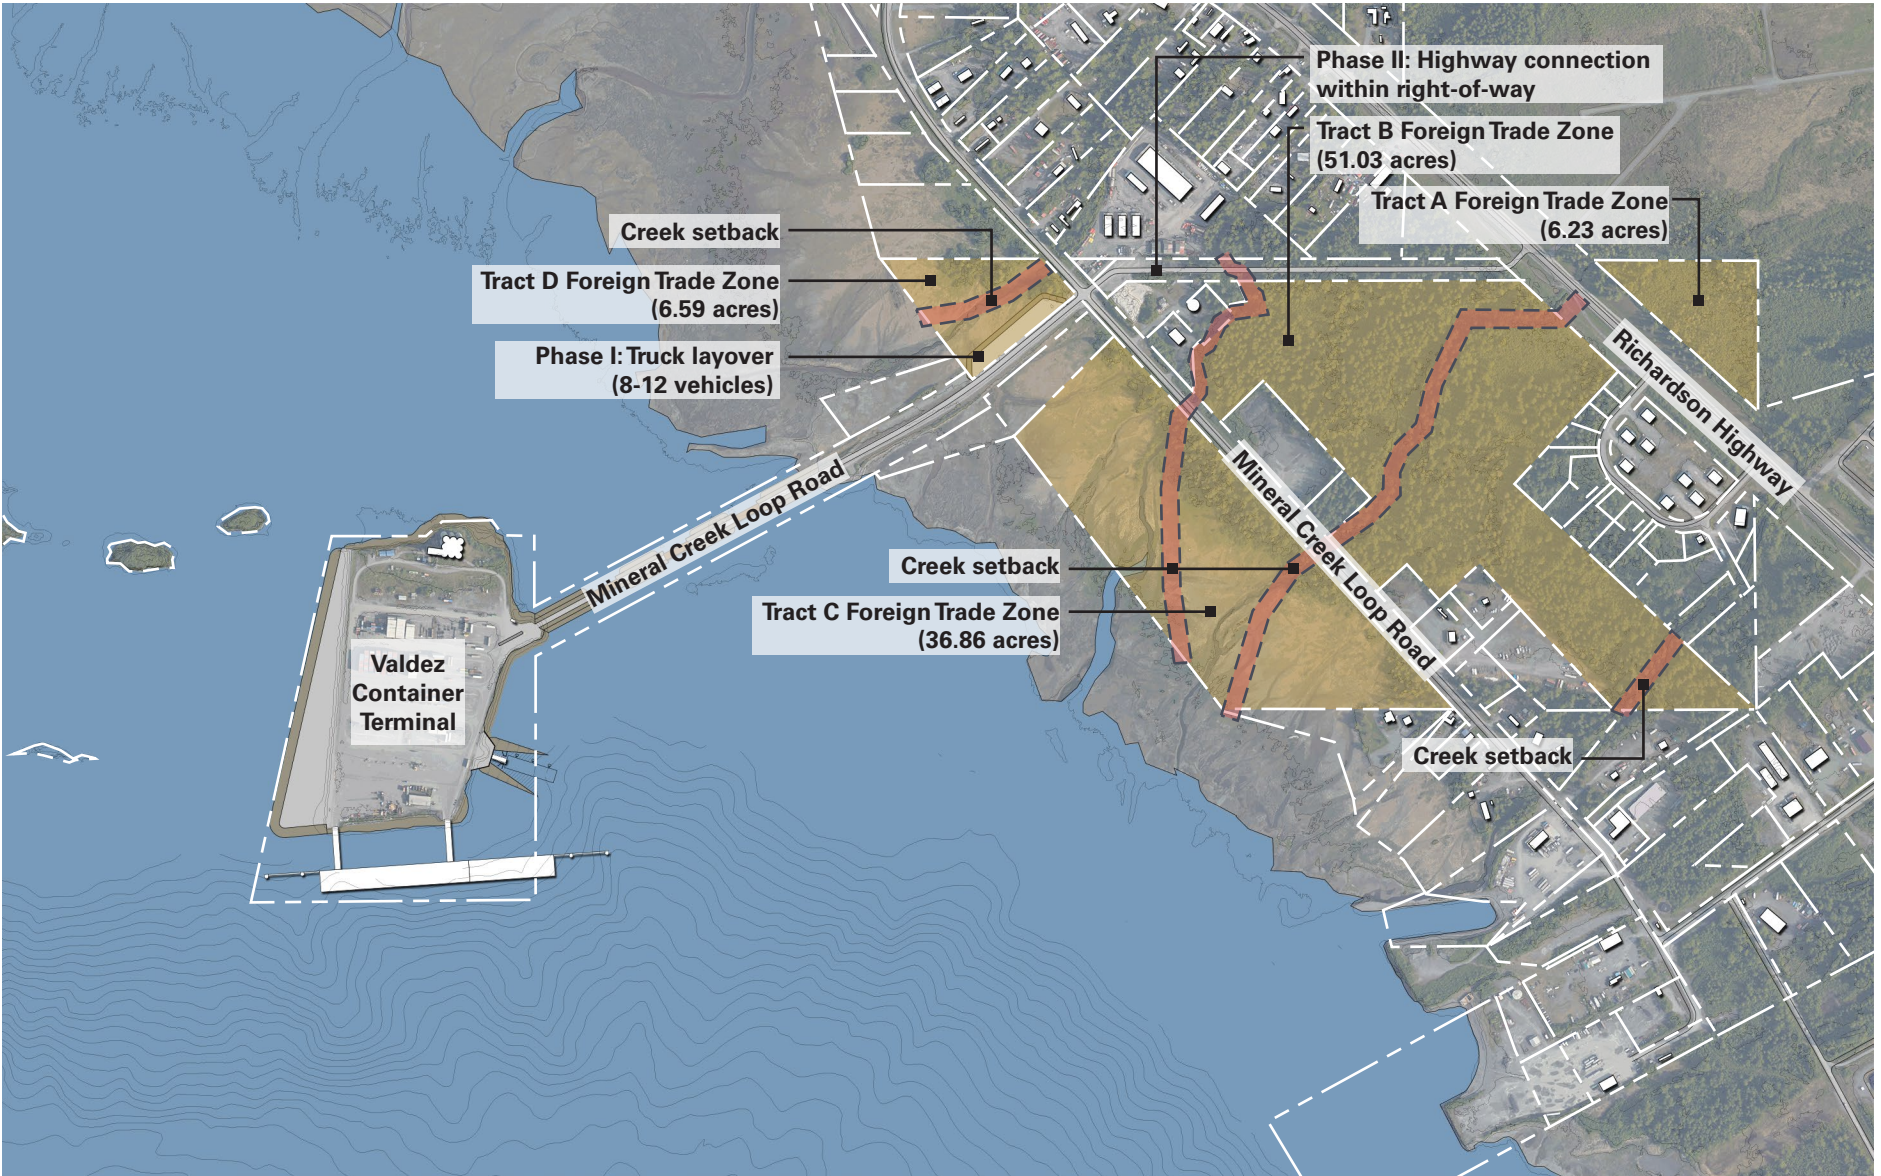 Phase II: Highway connection
within right-of-way
Tract B Foreign Trade Zone
(51.03 acres)
Tract A Foreign Trade Zone
(6.23 acres)
Creek setback
Tract D Foreign Trade Zone
(6.59 acres)
Phase I: Truck layover
(8-12 vehicles)
Richardson Highway
Mineral Creek Loop Road
Mineral Creek Loop Road
Creek setback
Tract C Foreign Trade Zone
(36.86 acres)
Valdez
Container
Terminal
Creek setback